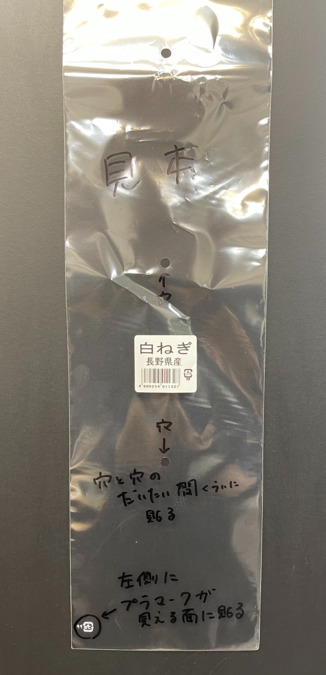 見本
穴
白ねぎ
長野県産
穴
↓
穴と穴の
だいたい間くらいに
貼る
左側に
← プラマークが
見える面に貼る